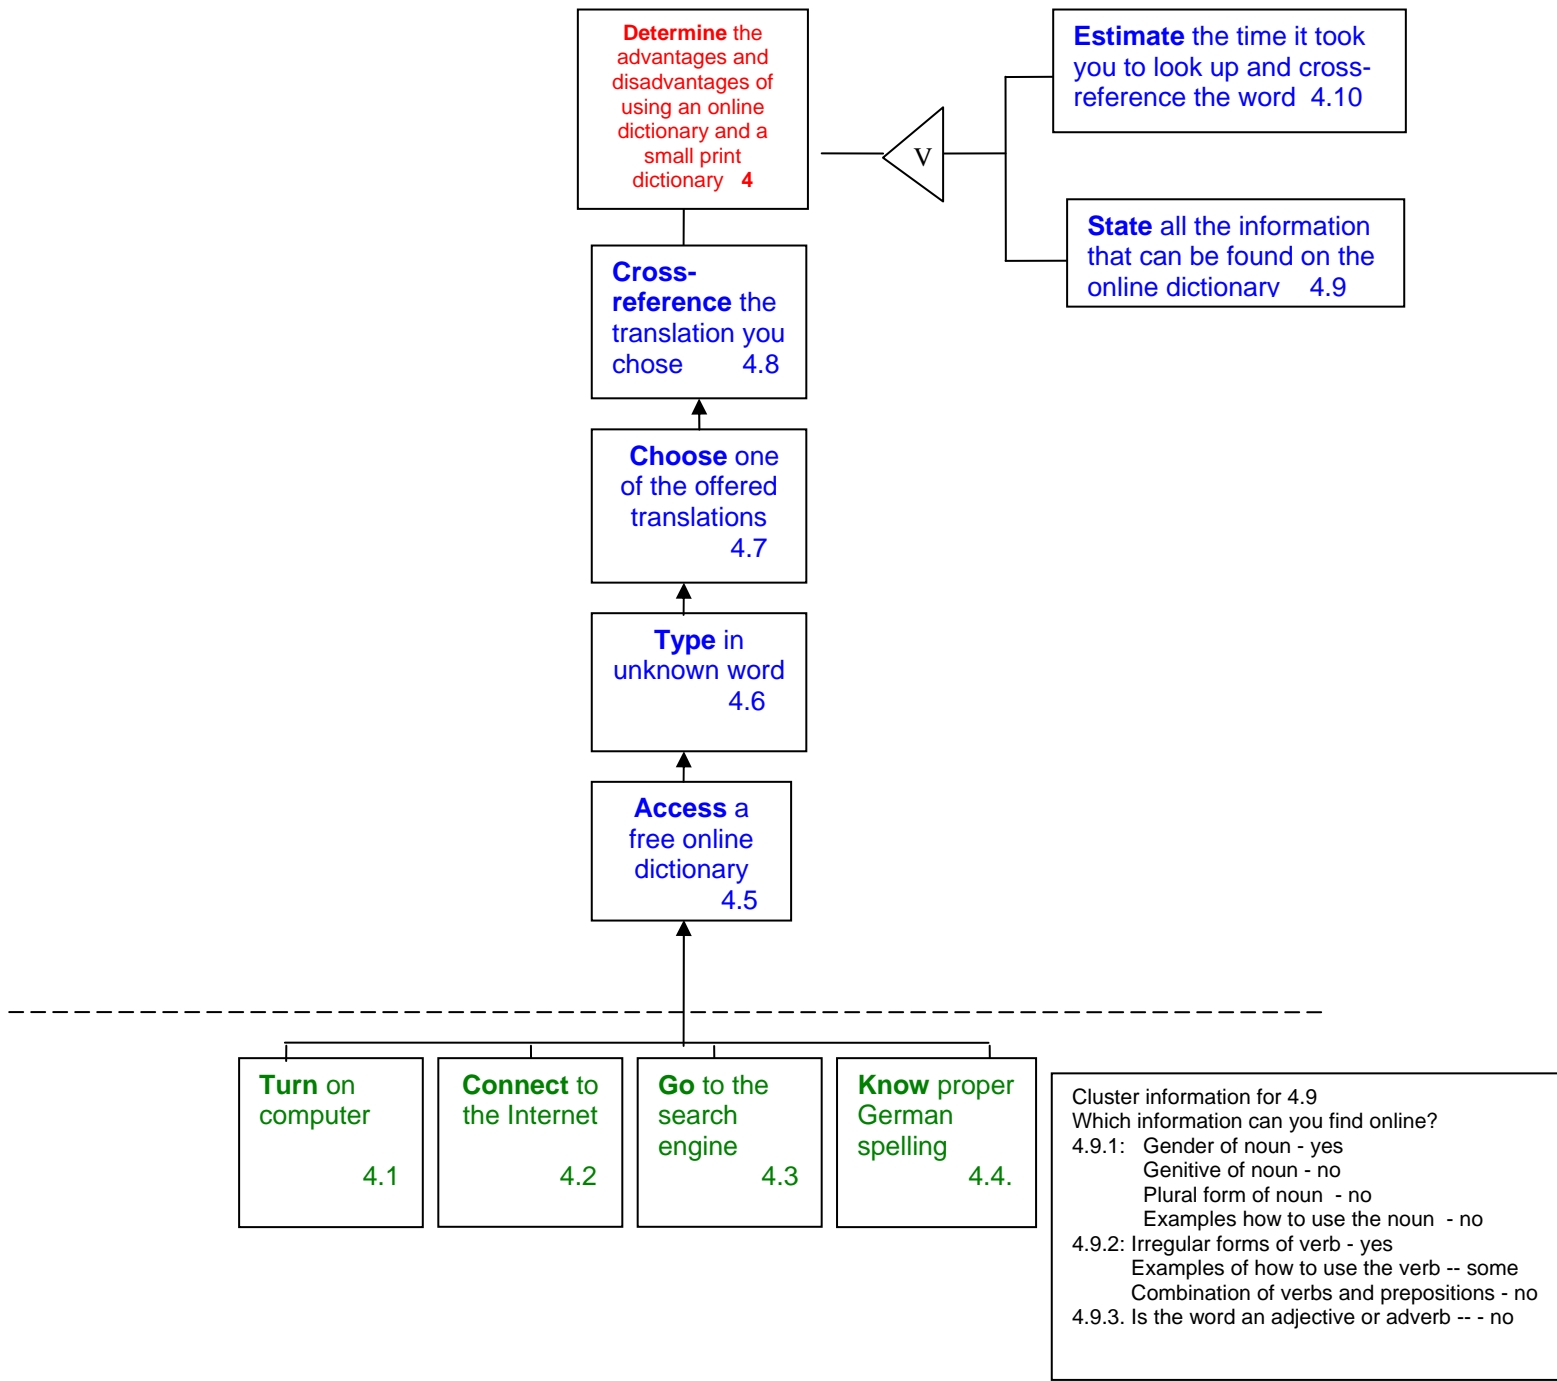 Determine the
advantages and
disadvantages of
using an online
dictionary and a
small print
dictionary 4
V
Estimate the time it took
you to look up and cross-
reference the word 4.10
State all the information
that can be found on the
online dictionary 4.9
Cross-
reference the
translation you
chose 4.8
Choose one
of the offered
translations
4.7
Type in
unknown word
4.6
Access a
free online
dictionary
4.5
Turn on
computer
4.1
Connect to
the Internet
4.2
Go to the
search
engine
4.3
Know proper
German
spelling
4.4.
Cluster information for 4.9
Which information can you find online?
4.9.1: Gender of noun - yes
Genitive of noun - no
Plural form of noun - no
Examples how to use the noun - no
4.9.2: Irregular forms of verb - yes
Examples of how to use the verb -- some
Combination of verbs and prepositions - no
4.9.3. Is the word an adjective or adverb -- - no